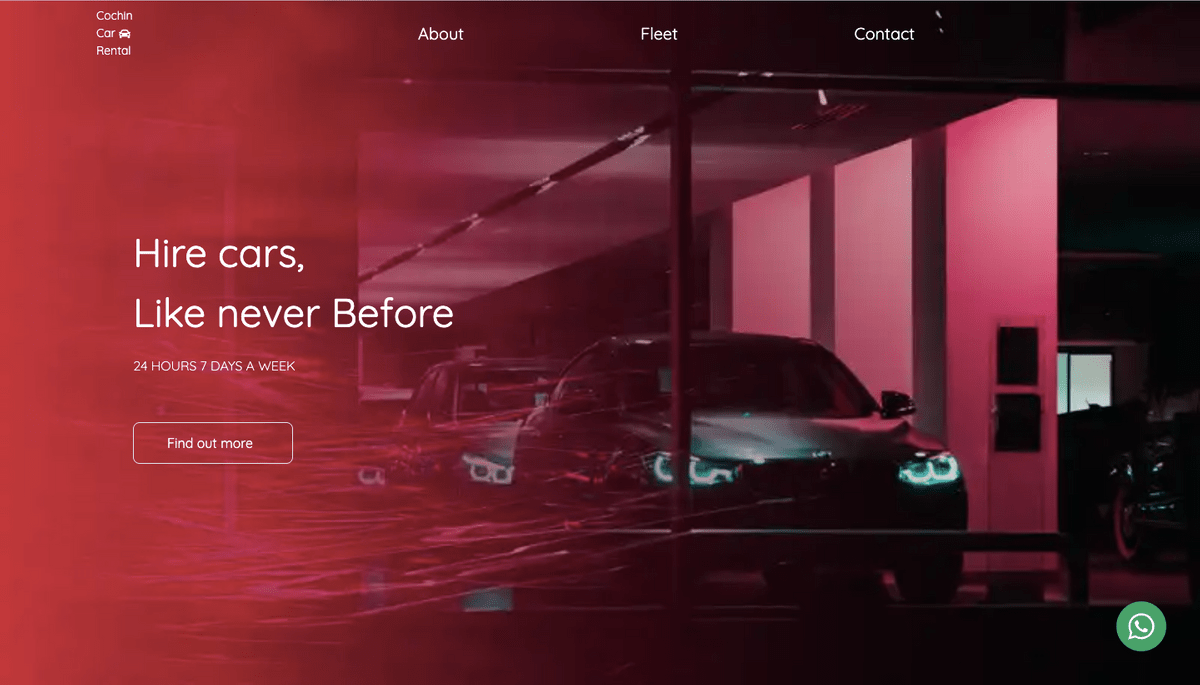 Cochin
Car
Rental
About
Fleet
Contact
Hire cars,
Like never Before
24 HOURS 7 DAYS A WEEK
Find out more